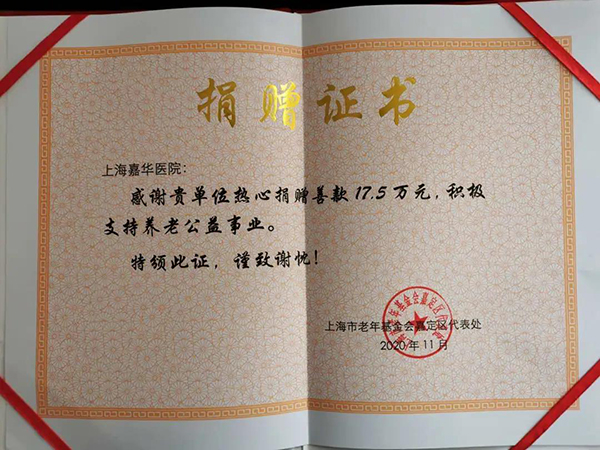 捐赠证书
上海嘉华医院：
感谢贵单位热心捐赠善款17.5万元，积极
支持养老公益事业。
特颁此证，谨致谢忱！
上海市老年基金会嘉定区代表处
2020年11月